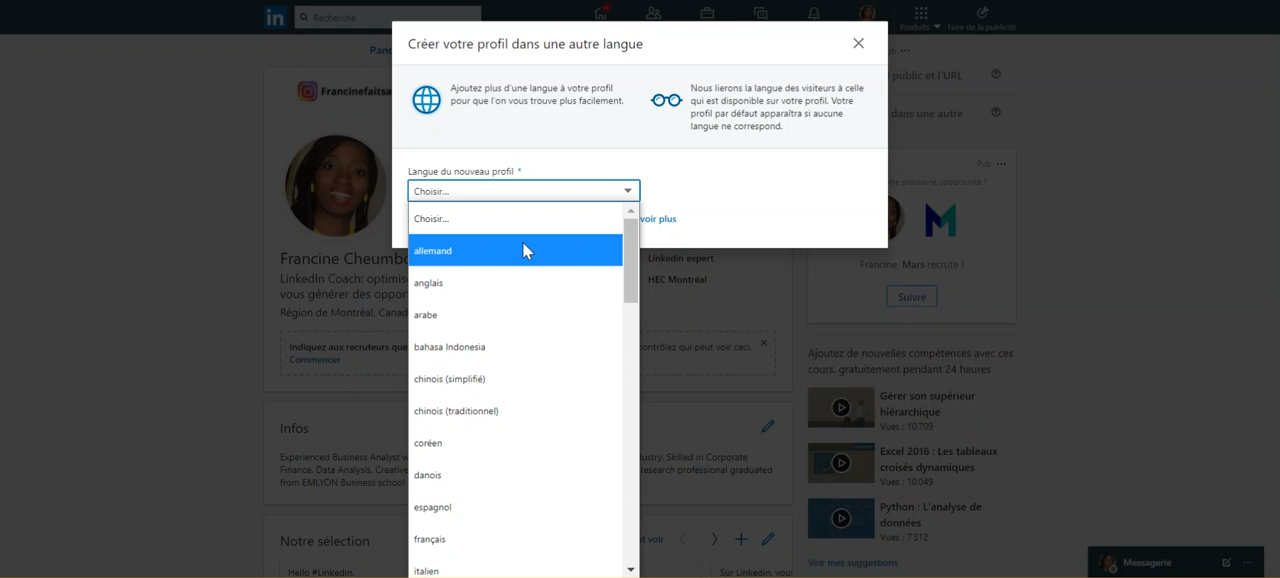 in
Recherche
Produits
Faire de la publicité
Créer votre profil dans une autre langue
Ajoutez plus d'une langue à votre profil
pour que l'on vous trouve plus facilement.
Nous lierons la langue des visiteurs à celle
qui est disponible sur votre profil. Votre
profil par défaut apparaîtra si aucune
langue ne correspond.
Langue du nouveau profil *
Choisir...
Choisir...
allemand
anglais
arabe
bahasa Indonesia
chinois (simplifié)
chinois (traditionnel)
coréen
danois
espagnol
français
italien
voir plus
Francinefaitsa
Francine Cheumbo
LinkedIn Coach: optimis
vous générer des oppor
Région de Montréal, Canad
Linkedin expert
HEC Montréal
Indiquez aux recruteurs que
contrôlez qui peut voir ceci.
Commencer
Infos
Experienced Business Analyst w
ustry. Skilled in Corporate
Finance, Data Analysis, Creative
research professional graduated
from EMLYON Business school
Notre sélection
voir
Hello #Linkedin,
Sur Linkedin, vous
public et l'URL
dans une autre
Pub
prochaine opportunité ?
Francine, Mars recrute !
Suivre
Ajoutez de nouvelles compétences avec ces
cours, gratuitement pendant 24 heures
Gérer son supérieur
hiérarchique
Vues : 10 709
Excel 2016 : Les tableaux
croisés dynamiques
Vues : 10 049
Python : L'analyse de
données
Vues : 7 312
Voir mes suggestions
Messagerie